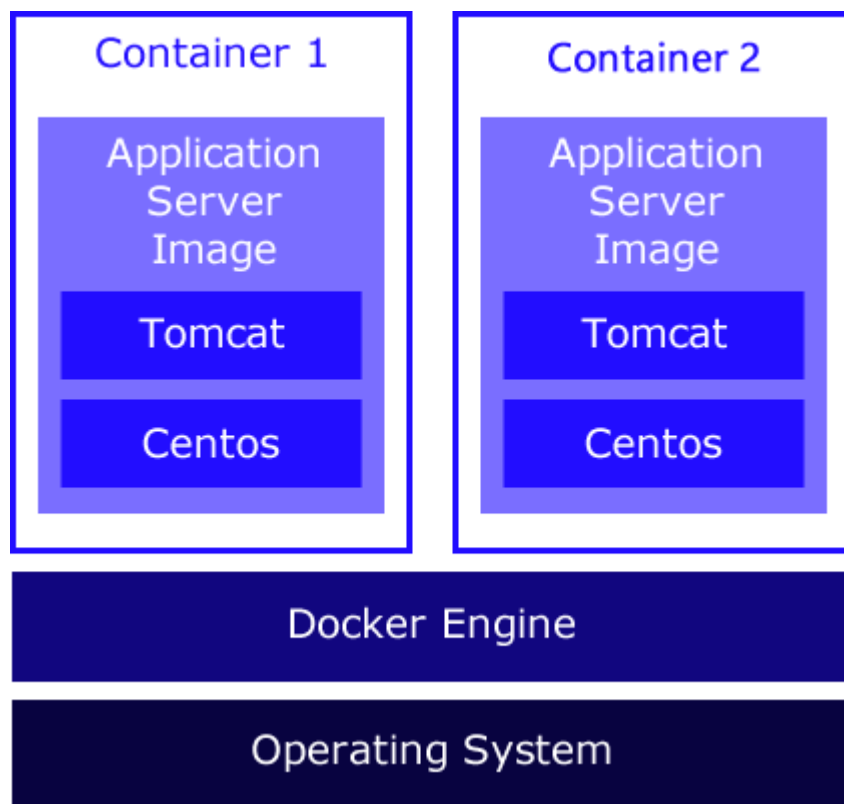 Container 1
Application
Server
Image
Tomcat
Centos
Container 2
Application
Server
Image
Tomcat
Centos
Docker Engine
Operating System